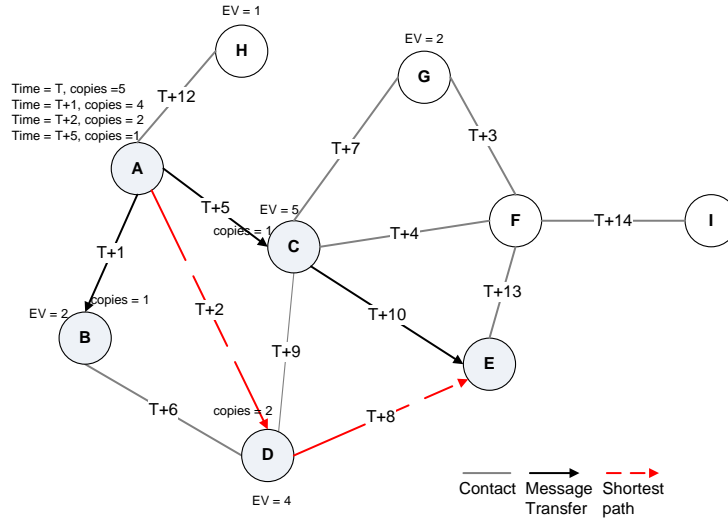 EV = 1
H
EV = 2
G
Time = T, copies =5
Time = T+1, copies = 4
Time = T+2, copies = 2
Time = T+5, copies =1
T+12
T+3
T+7
A
T+5
EV = 5
copies = 1
C
T+4
F
T+14
I
T+1
copies = 1
EV = 2
B
T+2
T+10
T+13
T+9
E
T+6
copies = 2
T+8
D
EV = 4
Contact
Message
Transfer
Shortest
path